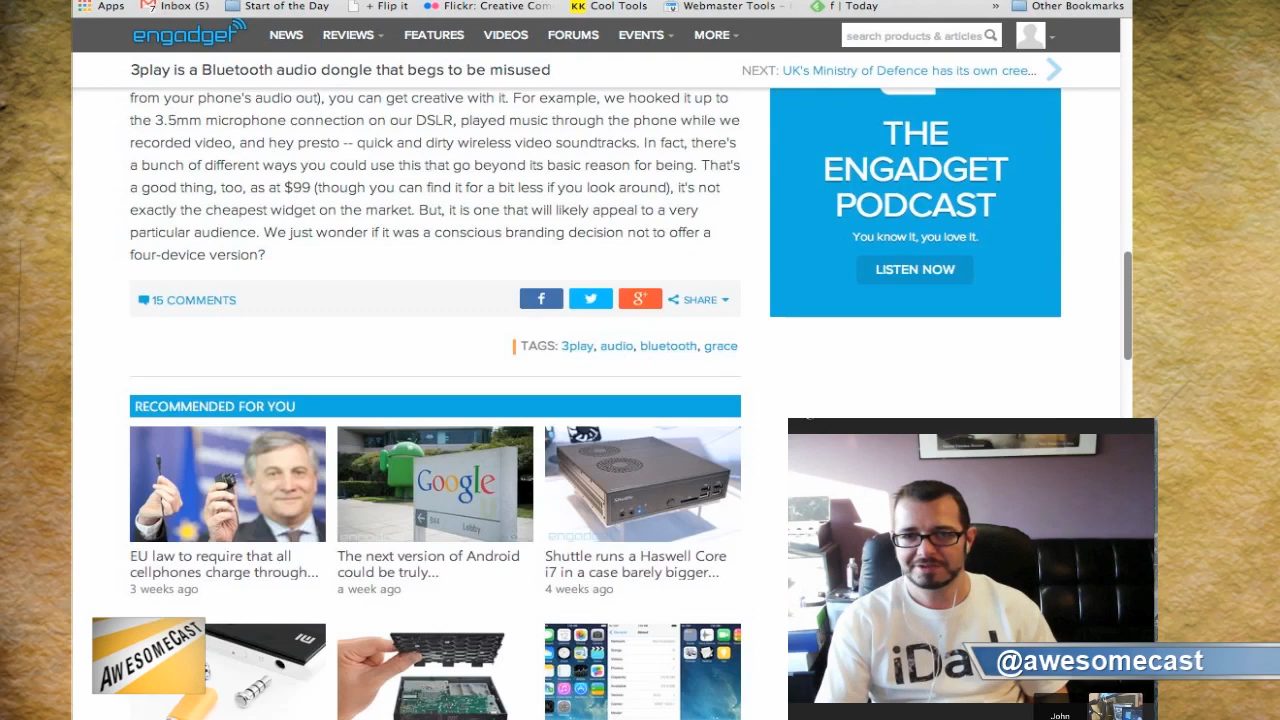 Apps
Inbox (5)
Start of the Day
+ Flip it
Flickr: Creative Com
KK Cool Tools
Webmaster Tools -
f | Today
»
Other Bookmarks
engadget
NEWS
REVIEWS
FEATURES
VIDEOS
FORUMS
EVENTS
MORE
search products & articles
3play is a Bluetooth audio dongle that begs to be misused
NEXT: UK's Ministry of Defence has its own cree...
from your phone's audio out), you can get creative with it. For example, we hooked it up to
the 3.5mm microphone connection on our DSLR, played music through the phone while we
recorded video, and hey presto -- quick and dirty wireless video soundtracks. In fact, there's
a bunch of different ways you could use this that go beyond its basic reason for being. That's
a good thing, too, as at $99 (though you can find it for a bit less if you look around), it's not
exactly the cheapest widget on the market. But, it is one that will likely appeal to a very
particular audience. We just wonder if it was a conscious branding decision not to offer a
four-device version?
THE
ENGADGET
PODCAST
You know it, you love it.
LISTEN NOW
15 COMMENTS
f
g+
SHARE
TAGS: 3play, audio, bluetooth, grace
RECOMMENDED FOR YOU
Google
Lobby
engadget
EU law to require that all
cellphones charge through...
3 weeks ago
The next version of Android
could be truly...
a week ago
Shuttle runs a Haswell Core
i7 in a case barely bigger...
4 weeks ago
AWESOMECAST
iDa
@awesomecast
John